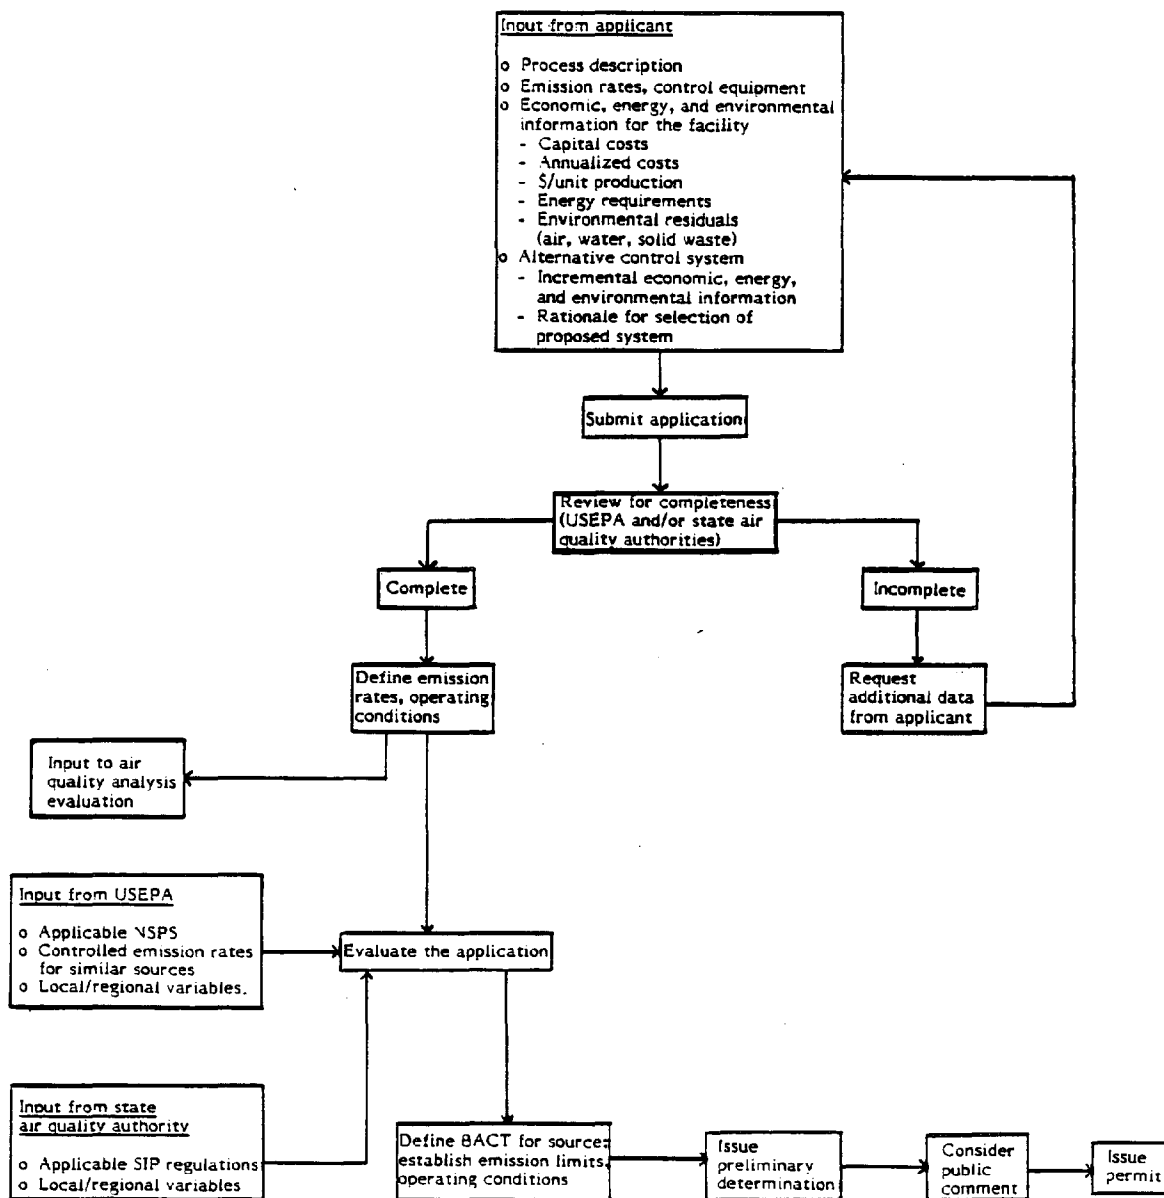 Input from applicant
o Process description
o Emission rates, control equipment
o Economic, energy, and environmental
information for the facility
- Capital costs
- Annualized costs
- $/unit production
- Energy requirements
- Environmental residuals
(air, water, solid waste)
o Alternative control system
- Incremental economic, energy,
and environmental information
- Rationale for selection of
proposed system
Submit application
Review for completeness
(USEPA and/or state air
quality authorities)
Complete
Incomplete
Define emission
rates, operating
conditions
Request
additional data
from applicant
Input to air
quality analysis
evaluation
Input from USEPA
o Applicable NSPS
o Controlled emission rates
for similar sources
o Local/regional variables.
Evaluate the application
Input from state
air quality authority
o Applicable SIP regulations
o Local/regional variables
Define BACT for source;
establish emission limits,
operating conditions
Issue
preliminary
determination
Consider
public
comment
Issue
permit